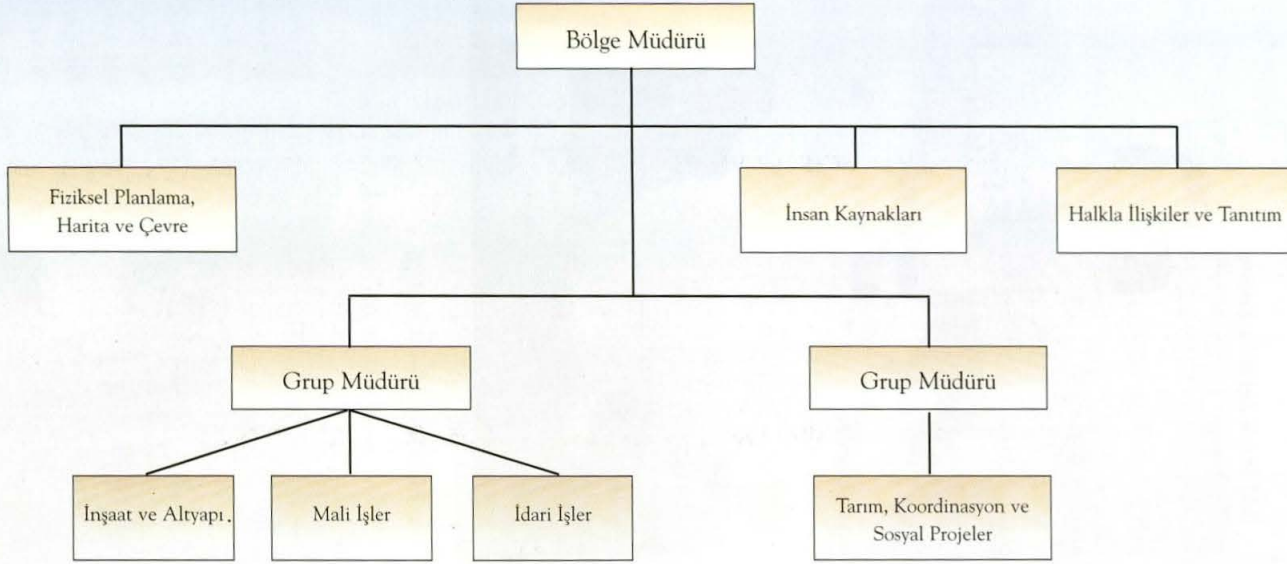 Bölge Müdürü
Fiziksel Planlama,
Harita ve Çevre
İnsan Kaynakları
Halkla İlişkiler ve Tanıtım
Grup Müdürü
Grup Müdürü
İnşaat ve Altyapı.
Mali İşler
İdari İşler
Tarım, Koordinasyon ve
Sosyal Projeler